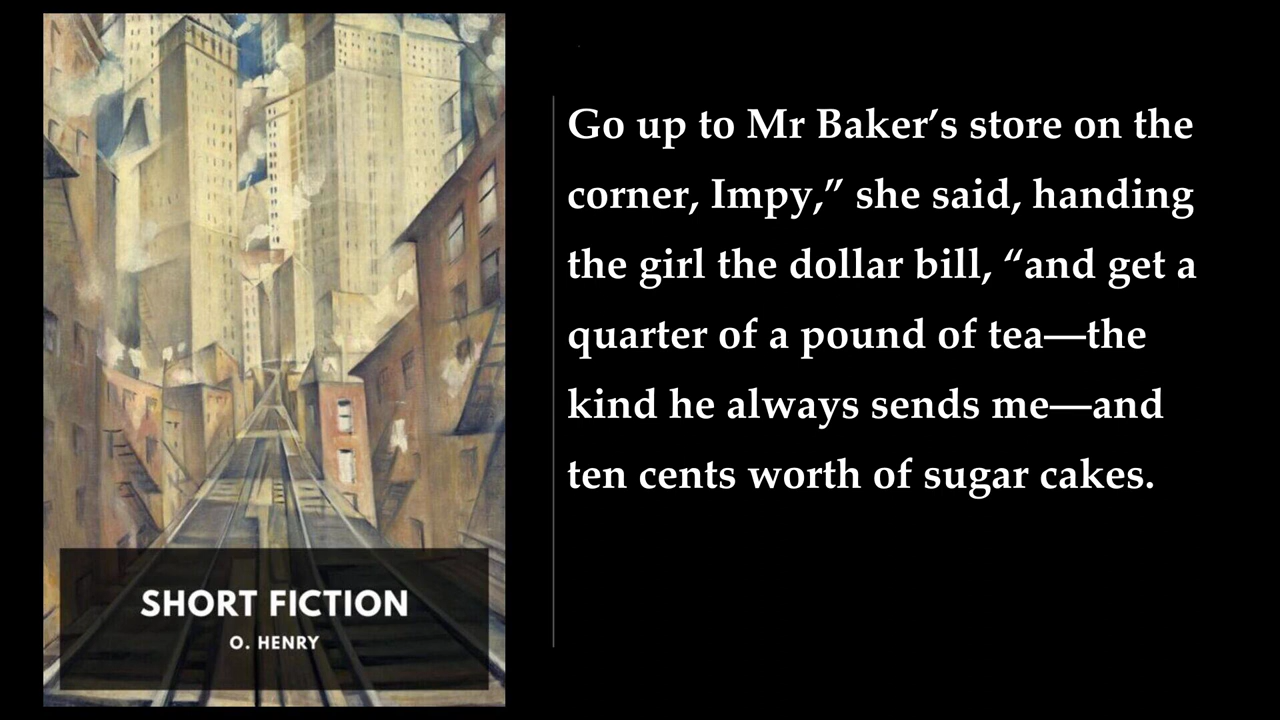 SHORT FICTION
O. HENRY
Go up to Mr Baker’s store on the
corner, Impy,” she said, handing
the girl the dollar bill, “and get a
quarter of a pound of tea—the
kind he always sends me—and
ten cents worth of sugar cakes.